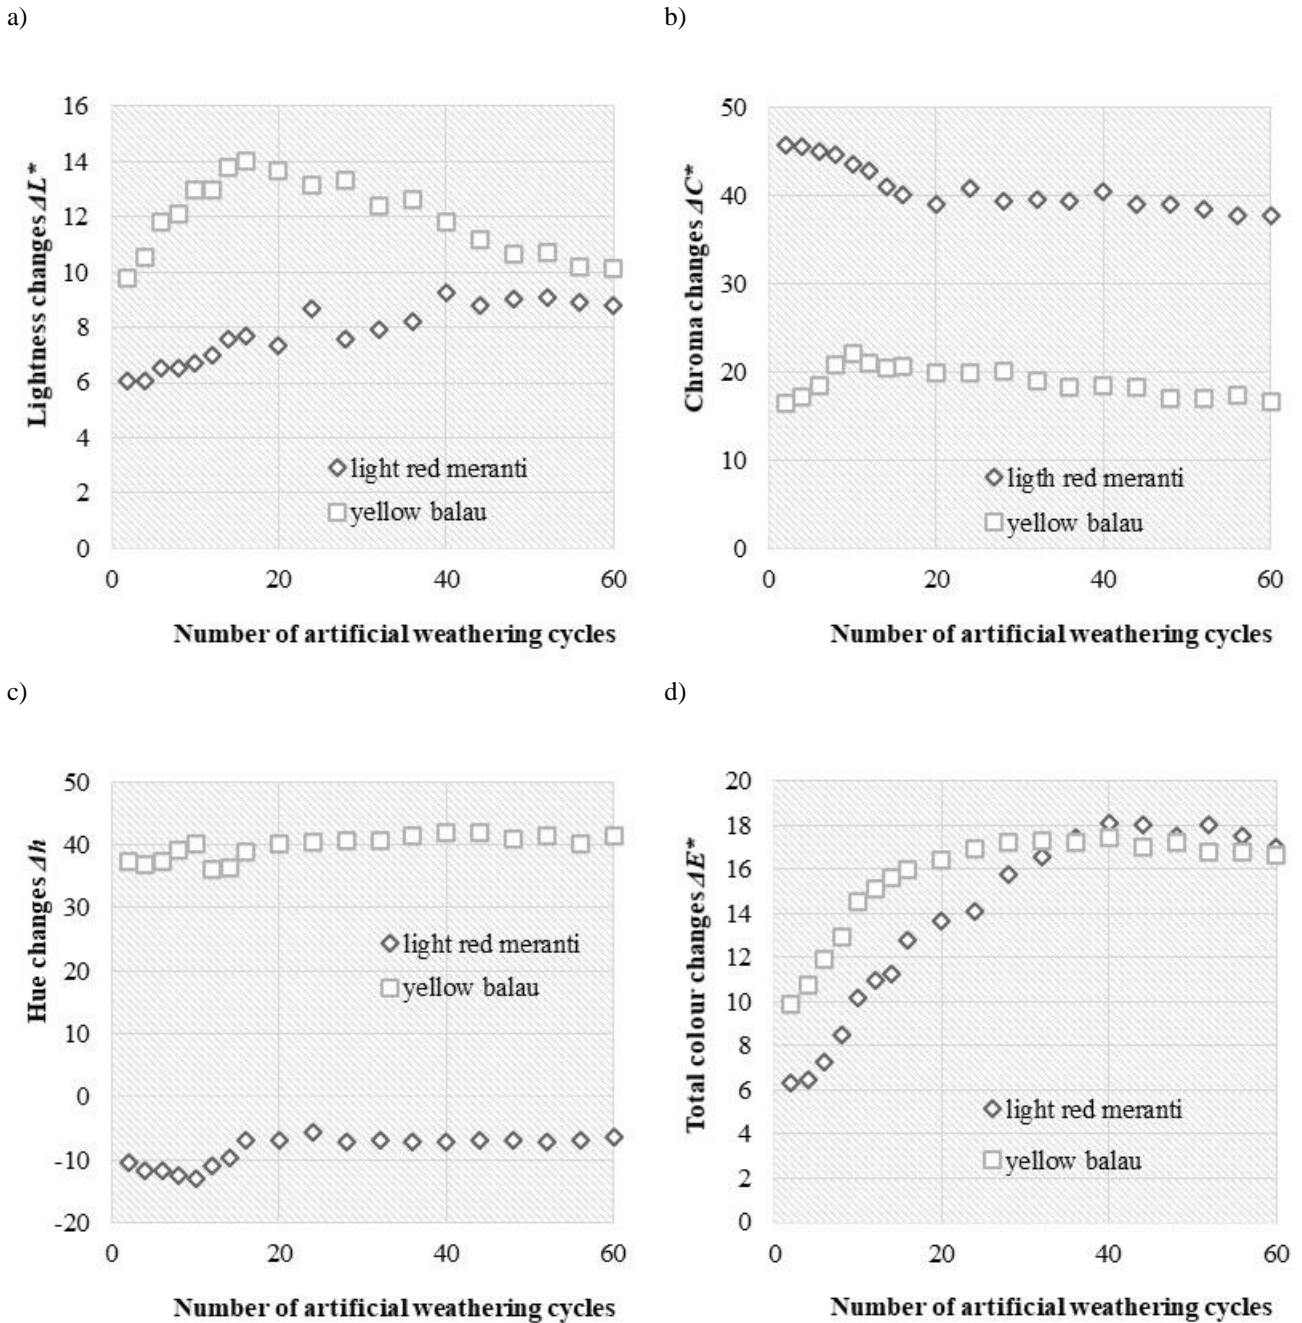 a)
16
14
12
10
8
6
4
2
0
Lightness changes ΔL*
light red meranti
yellow balau
0 20 40 60
Number of artificial weathering cycles
b)
50
40
30
20
10
0
Chroma changes ΔC*
ligth red meranti
yellow balau
0 20 40 60
Number of artificial weathering cycles
c)
50
40
30
20
10
0
-10
-20
Hue changes Δh
light red meranti
yellow balau
0 20 40 60
Number of artificial weathering cycles
d)
20
18
16
14
12
10
8
6
4
2
0
Total colour changes ΔE*
light red meranti
yellow balau
0 20 40 60
Number of artificial weathering cycles